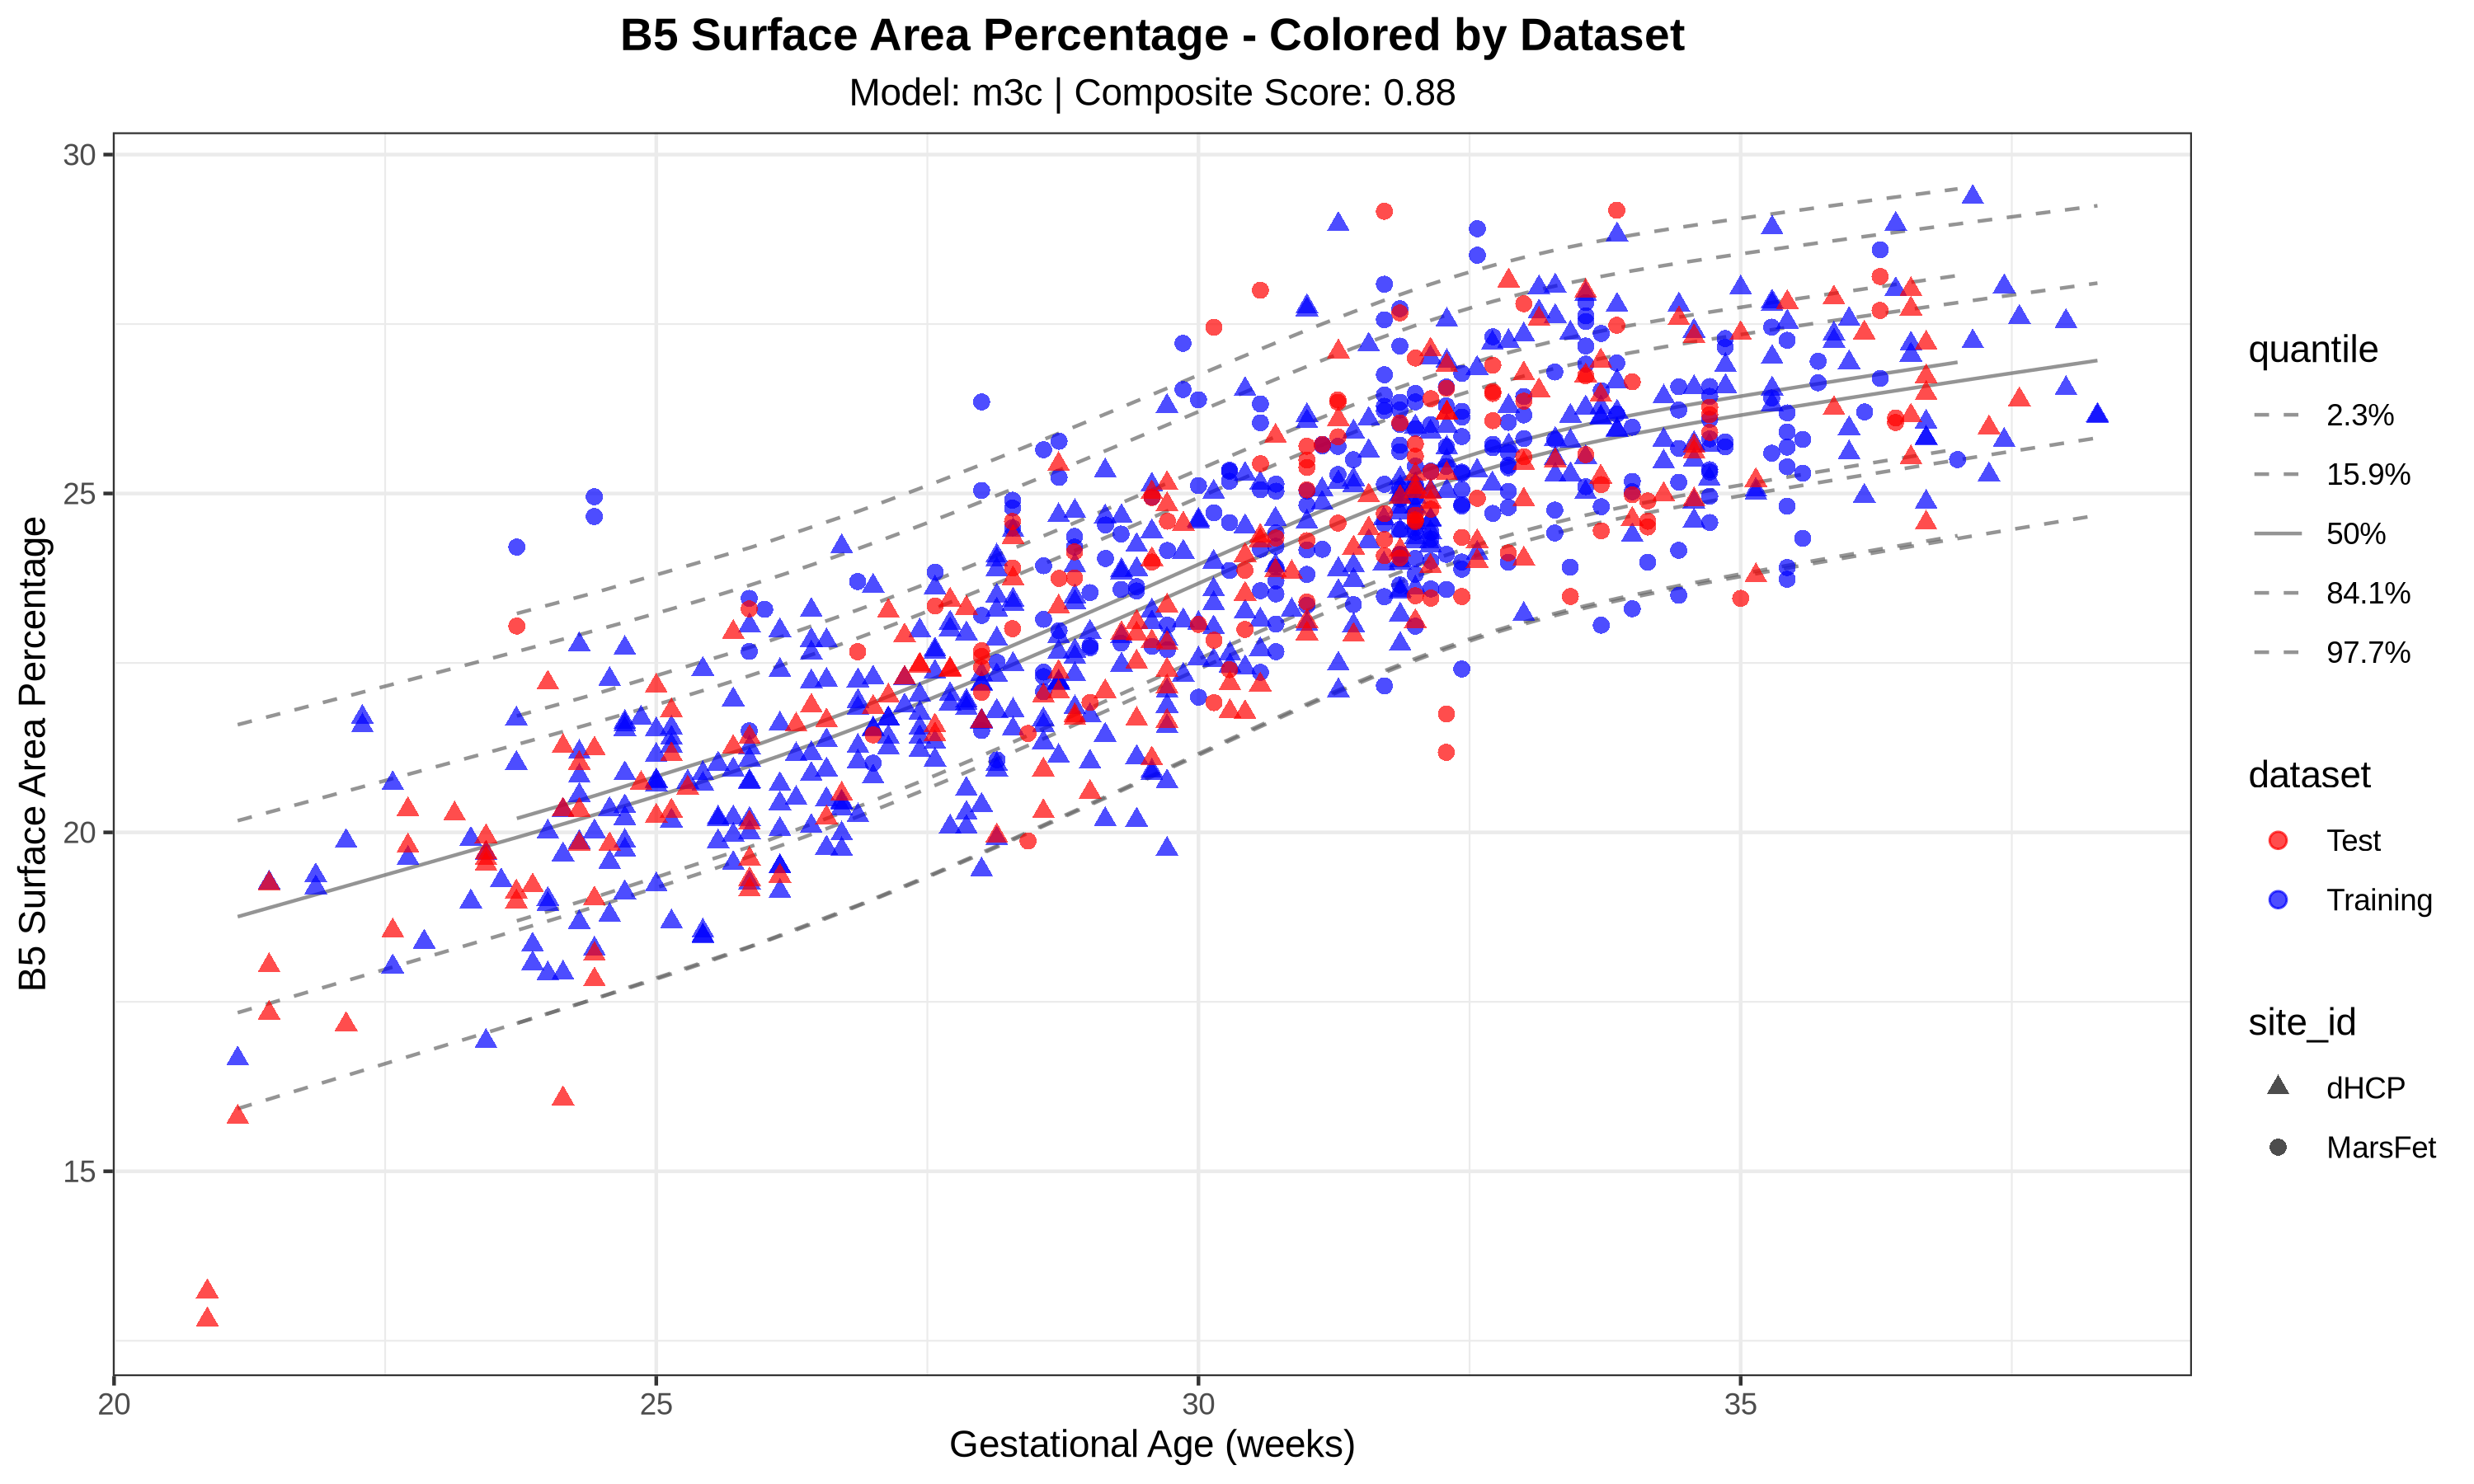 B5 Surface Area Percentage - Colored by Dataset
Model: m3c | Composite Score: 0.88
B5 Surface Area Percentage
30
25
20
15
20
25
30
35
Gestational Age (weeks)
quantile
2.3%
15.9%
50%
84.1%
97.7%
dataset
Test
Training
site_id
dHCP
MarsFet